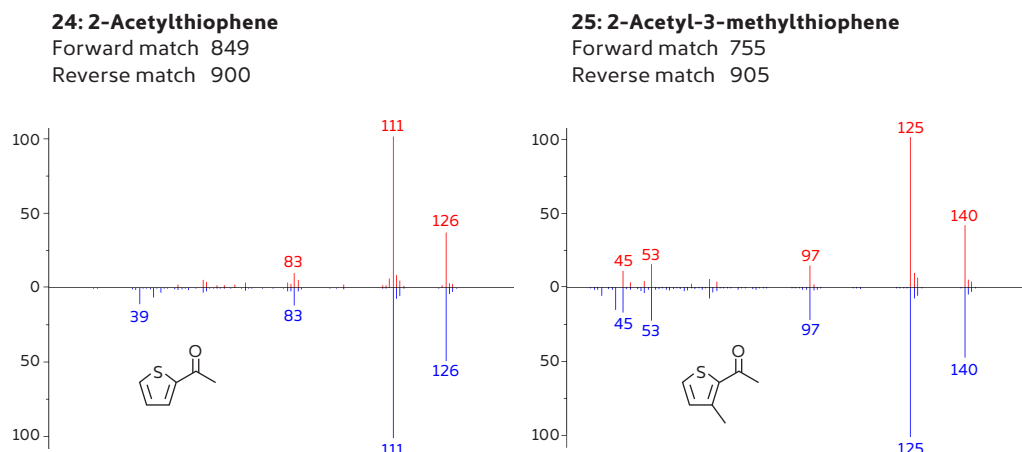 24: 2-Acetylthiophene
Forward match 849
Reverse match 900
100
50
0
50
100
111
126
83
39
83
126
111
S
O
25: 2-Acetyl-3-methylthiophene
Forward match 755
Reverse match 905
100
50
0
50
100
125
140
97
53
45
45
53
97
140
125
S
O